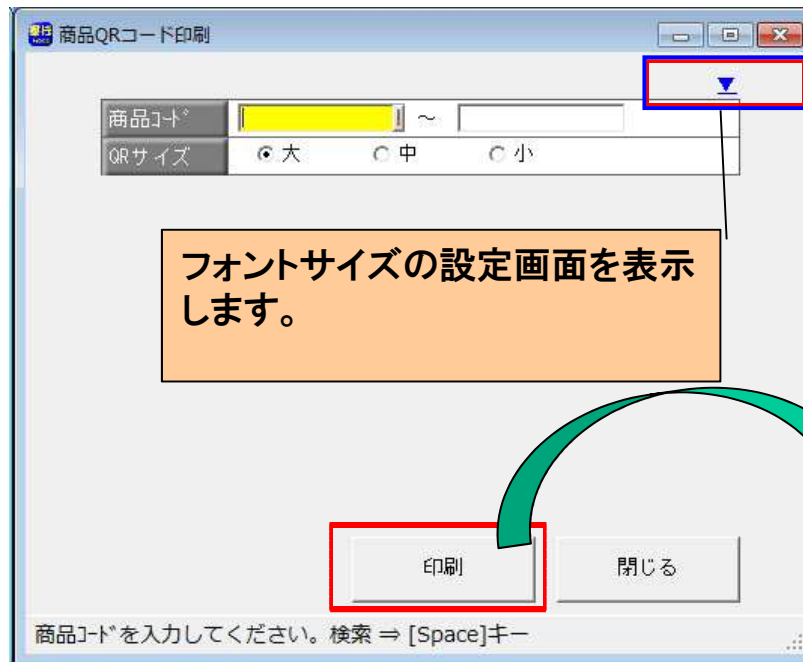 商品QRコード印刷
▼
商品ｺｰﾄﾞ ～
QRサイズ 大 中 小
フォントサイズの設定画面を表示
します。
印刷 閉じる
商品ｺｰﾄﾞを入力してください。検索 ⇒ [Space]キー